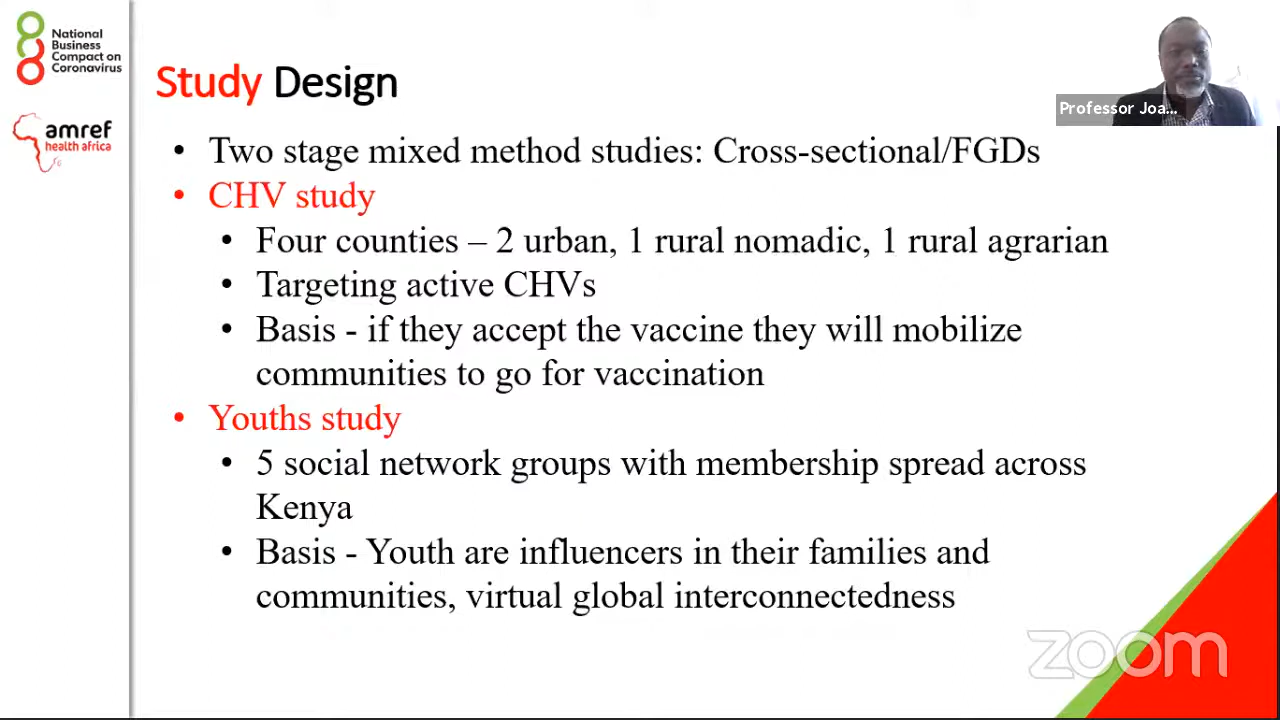 National
Business
Compact on
Coronavirus
amref
health africa
Study Design
Professor Joa...
• Two stage mixed method studies: Cross-sectional/FGDs
• CHV study
• Four counties – 2 urban, 1 rural nomadic, 1 rural agrarian
• Targeting active CHVs
• Basis - if they accept the vaccine they will mobilize
communities to go for vaccination
• Youths study
• 5 social network groups with membership spread across
Kenya
• Basis - Youth are influencers in their families and
communities, virtual global interconnectedness
zoom